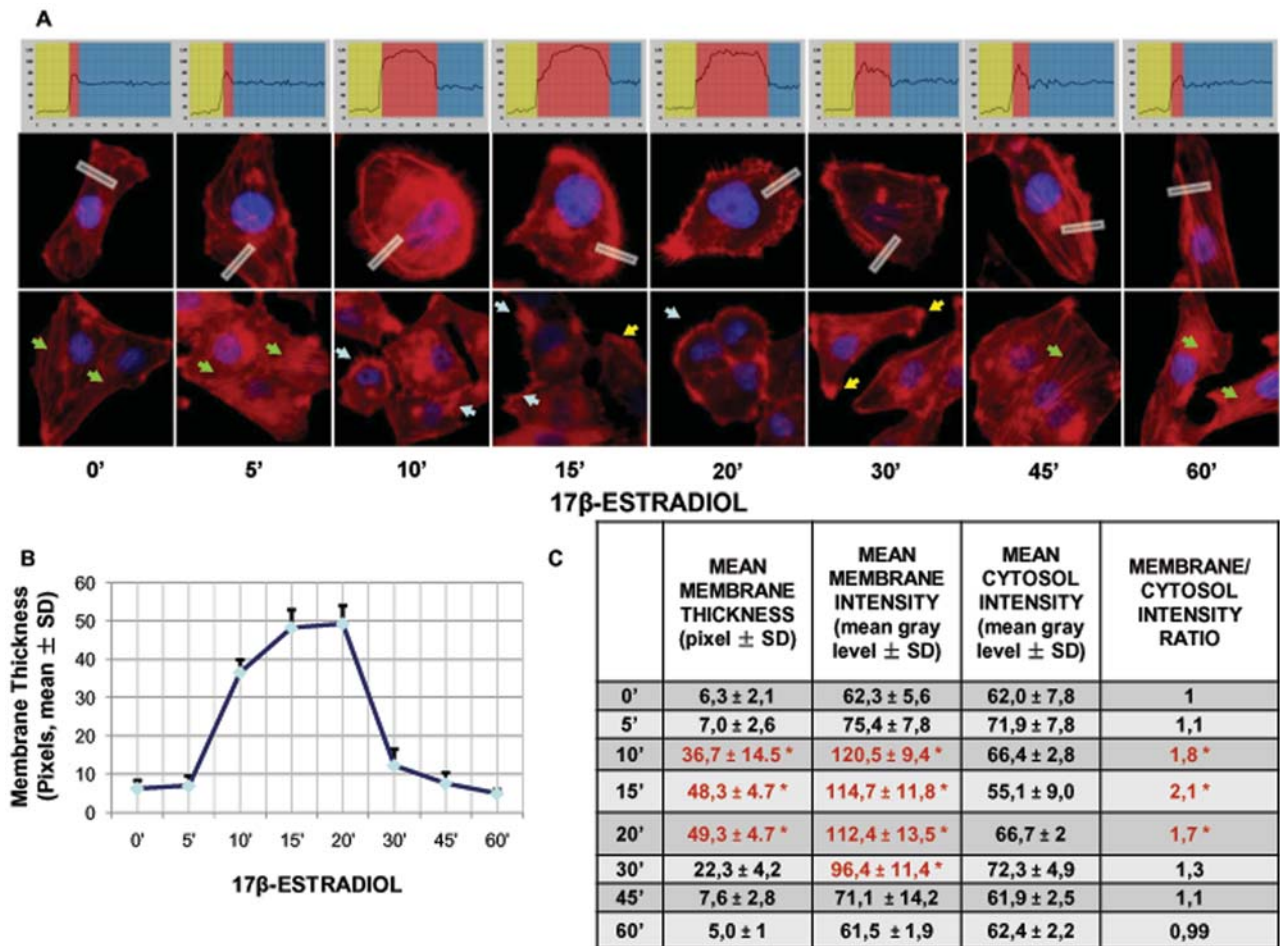 A
0’ 5’ 10’ 15’ 20’ 30’ 45’ 60’
17β-ESTRADIOL
B
Membrane Thickness
(Pixels, mean ± SD)
60
50
40
30
20
10
0
0' 5' 10' 15' 20' 30' 45' 60'
17β-ESTRADIOL
C
MEAN MEMBRANE THICKNESS (pixel ± SD)
MEAN MEMBRANE INTENSITY (mean gray level ± SD)
MEAN CYTOSOL INTENSITY (mean gray level ± SD)
MEMBRANE/ CYTOSOL INTENSITY RATIO
0’ 6,3 ± 2,1 62,3 ± 5,6 62,0 ± 7,8 1
5’ 7,0 ± 2,6 75,4 ± 7,8 71,9 ± 7,8 1,1
10’ 36,7 ± 14.5 * 120,5 ± 9,4 * 66,4 ± 2,8 1,8 *
15’ 48,3 ± 4.7 * 114,7 ± 11,8 * 55,1 ± 9,0 2,1 *
20’ 49,3 ± 4.7 * 112,4 ± 13,5 * 66,7 ± 2 1,7 *
30’ 22,3 ± 4,2 96,4 ± 11,4 * 72,3 ± 4,9 1,3
45’ 7,6 ± 2,8 71,1 ± 14,2 61,9 ± 2,5 1,1
60’ 5,0 ± 1 61,5 ± 1,9 62,4 ± 2,2 0,99